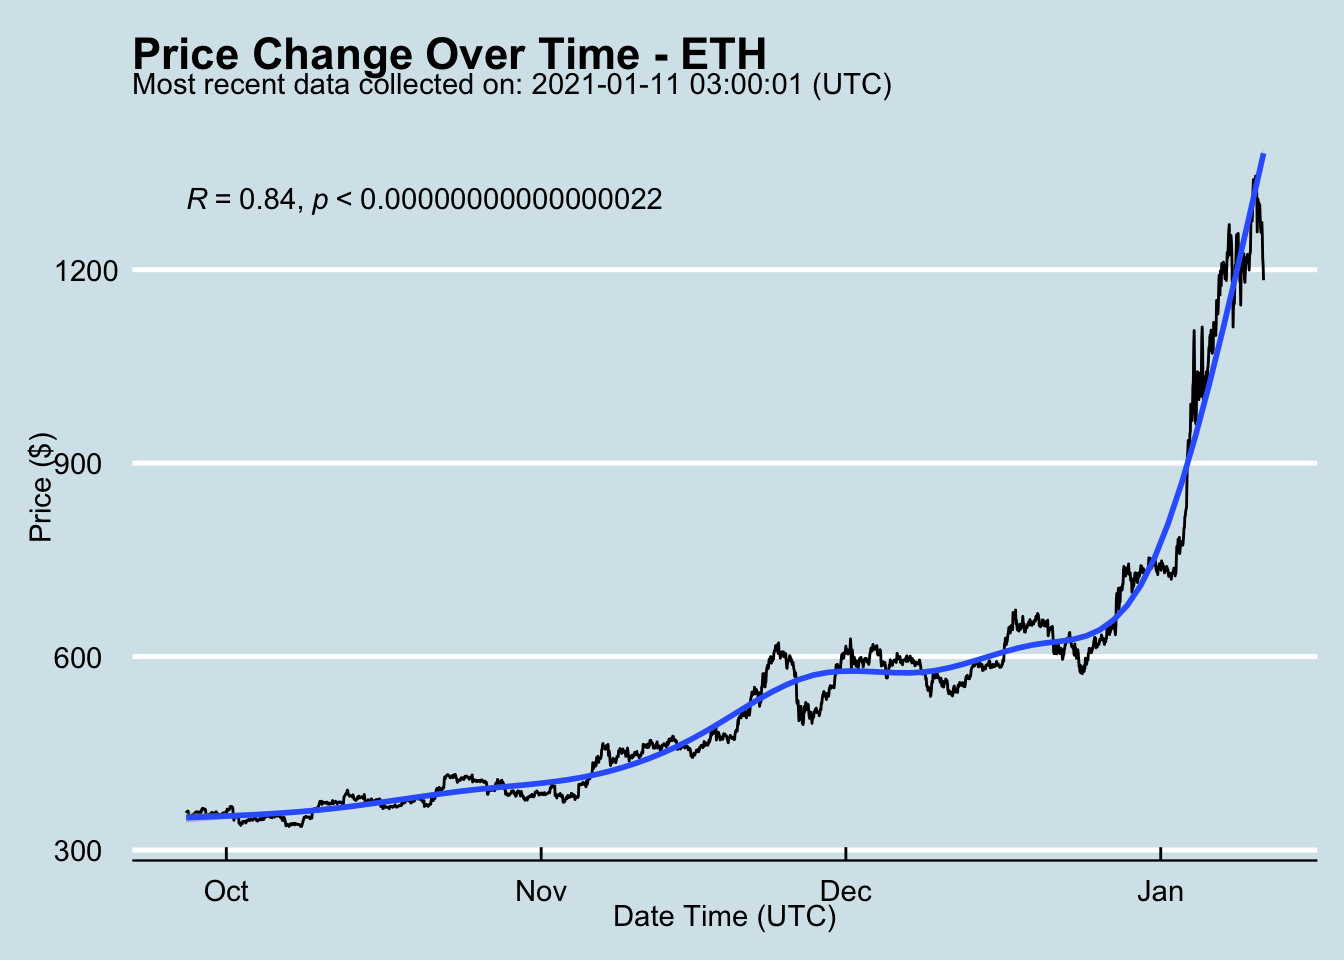 Price Change Over Time - ETH
Most recent data collected on: 2021-01-11 03:00:01 (UTC)
R = 0.84, p < 0.00000000000000022
1200
900
600
300
Price ($)
Oct Nov Dec Jan
Date Time (UTC)